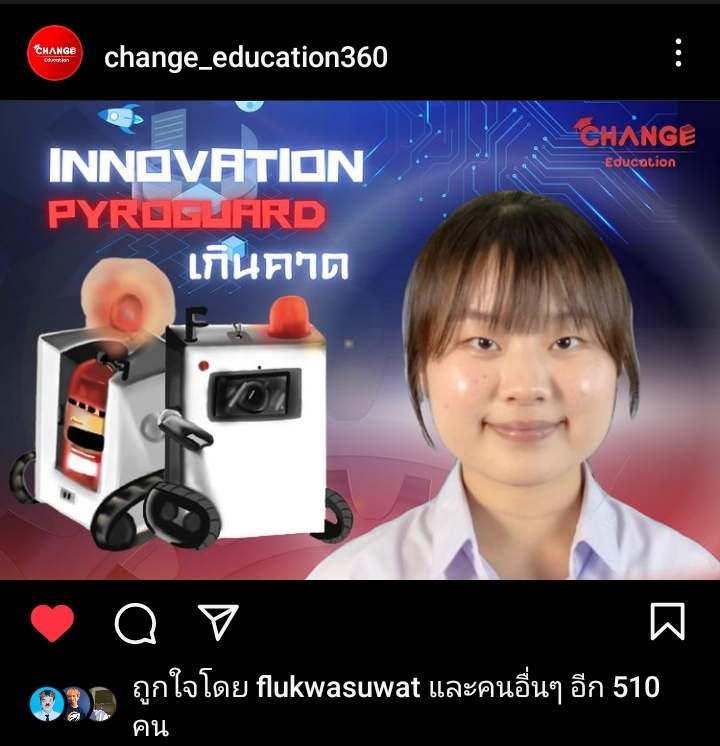 CHANGE
Education
change_education360
CHANGE
Education
INNOVATION
PYROGUARD
เกินคาด
F
ถูกใจโดย flukwasuwat และคนอื่นๆ อีก 510
คน